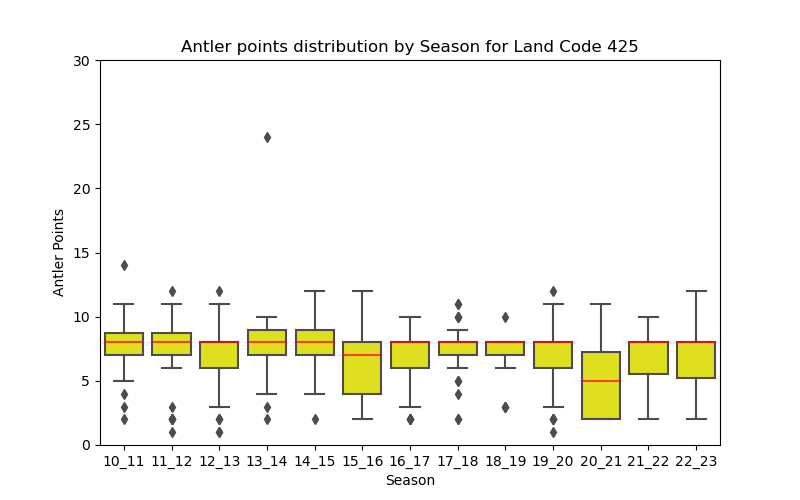 Antler points distribution by Season for Land Code 425
30
25
20
15
10
5
0
Antler Points
10_11 11_12 12_13 13_14 14_15 15_16 16_17 17_18 18_19 19_20 20_21 21_22 22_23
Season